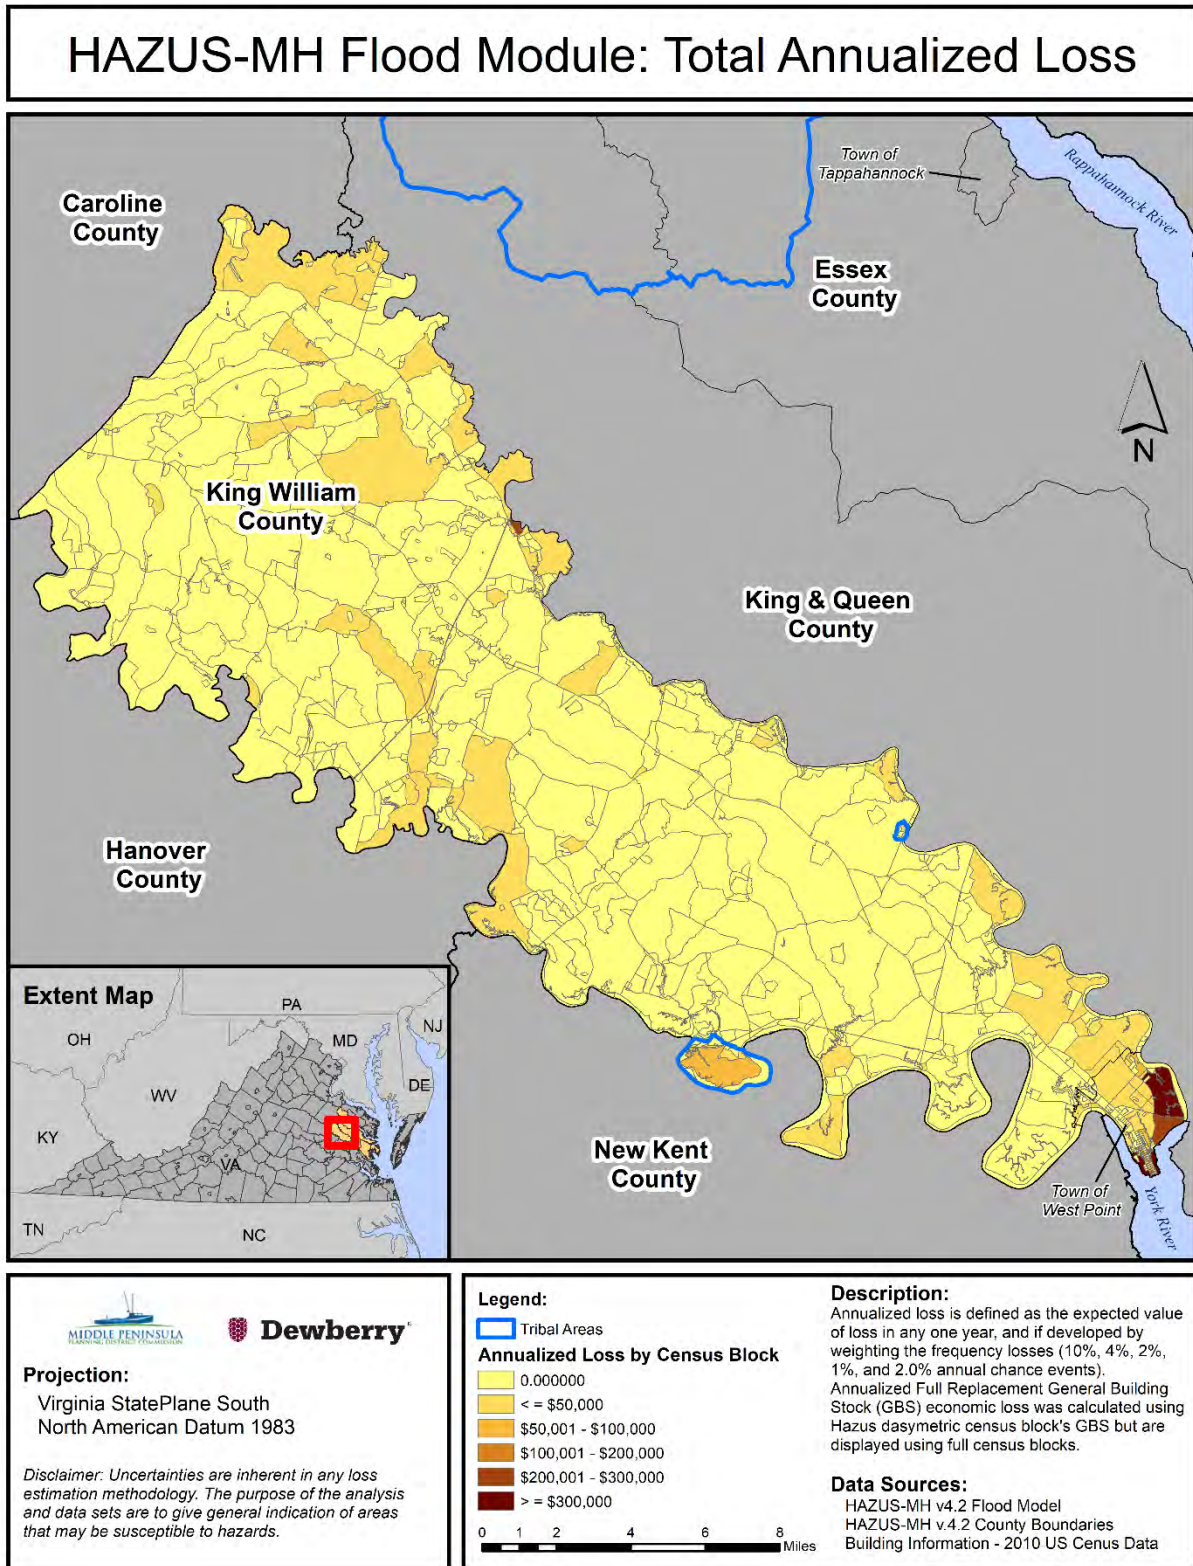 HAZUS-MH Flood Module: Total Annualized Loss
Town of
Tappahannock
Rappahannock River
Caroline
County
Essex
County
N
King William
County
King & Queen
County
Hanover
County
New Kent
County
Town of
West Point
York River
Extent Map
PA
OH
NJ
MD
WV
DE
KY
VA
TN
NC
MIDDLE PENINSULA
PLANNING DISTRICT COMMISSION
Dewberry
Projection:
Virginia StatePlane South
North American Datum 1983
Disclaimer: Uncertainties are inherent in any loss
estimation methodology. The purpose of the analysis
and data sets are to give general indication of areas
that may be susceptible to hazards.
Legend:
Tribal Areas
Annualized Loss by Census Block
0.000000
< = $50,000
$50,001 - $100,000
$100,001 - $200,000
$200,001 - $300,000
> = $300,000
0 1 2 4 6 8
Miles
Description:
Annualized loss is defined as the expected value
of loss in any one year, and if developed by
weighting the frequency losses (10%, 4%, 2%,
1%, and 2.0% annual chance events).
Annualized Full Replacement General Building
Stock (GBS) economic loss was calculated using
Hazus dasymetric census block's GBS but are
displayed using full census blocks.
Data Sources:
HAZUS-MH v4.2 Flood Model
HAZUS-MH v.4.2 County Boundaries
Building Information - 2010 US Cenus Data